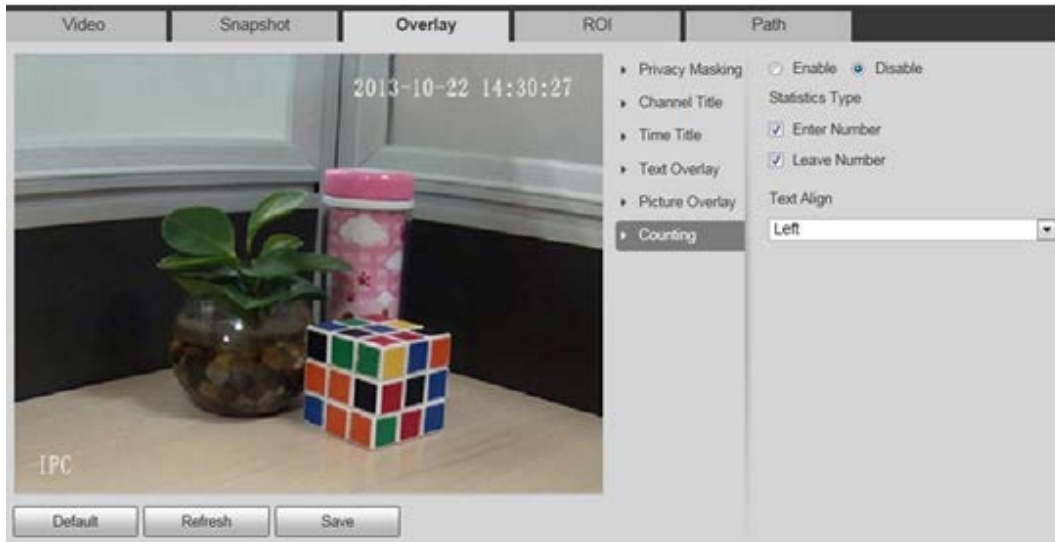 Video
Snapshot
Overlay
ROI
Path
2013-10-22 14:30:27
IPC
Privacy Masking
Channel Title
Time Title
Text Overlay
Picture Overlay
Counting
Enable
Disable
Statistics Type
Enter Number
Leave Number
Text Align
Left
Default
Refresh
Save